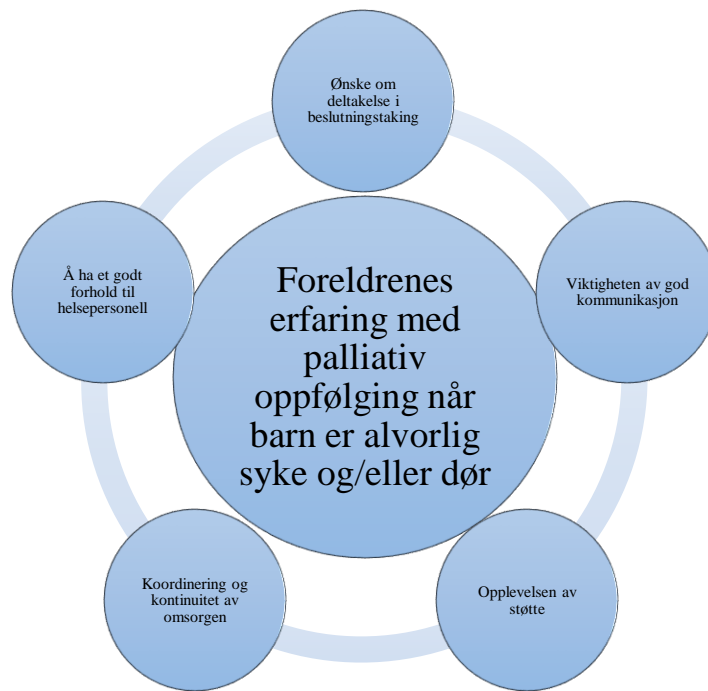 Ønske om
deltakelse i
beslutningstaking
Å ha et godt
forhold til
helsepersonell
Viktigheten av god
kommunikasjon
Foreldrenes
erfaring med
palliativ
oppfølging når
barn er alvorlig
syke og/eller dør
Koordinering og
kontinuitet av
omsorgen
Opplevelsen av
støtte